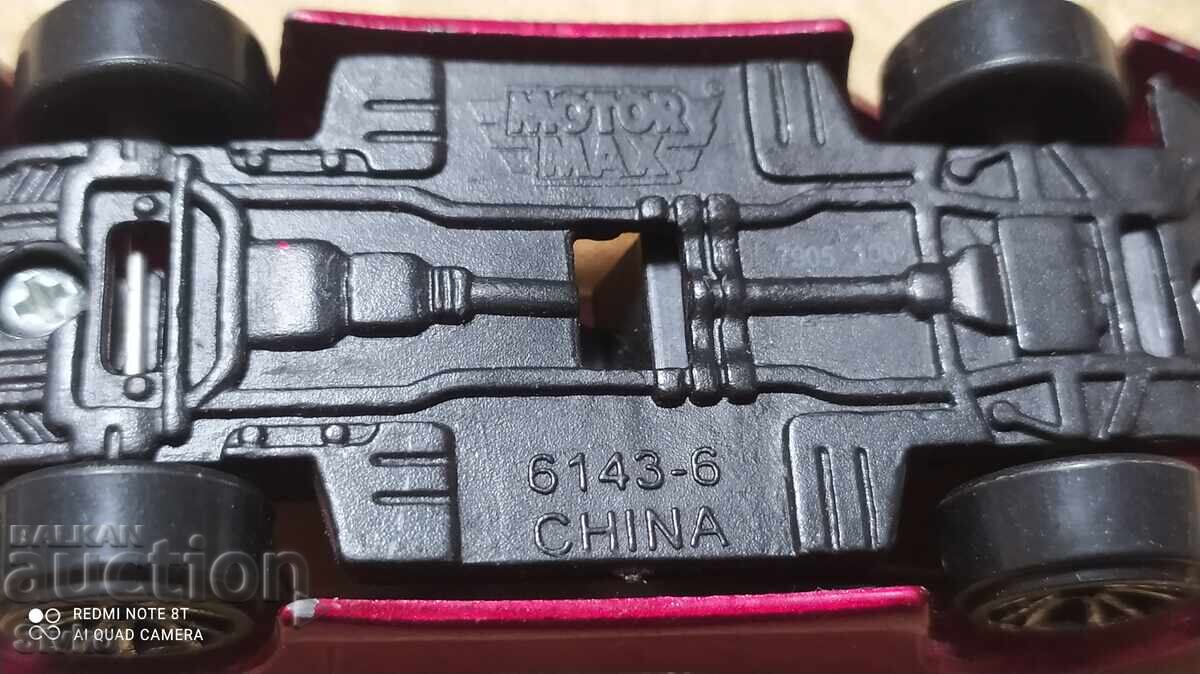 MOTOR
MAX
®
6143-6
CHINA
BALKAN
auction
REDMI NOTE 8T
AI QUAD CAMERA